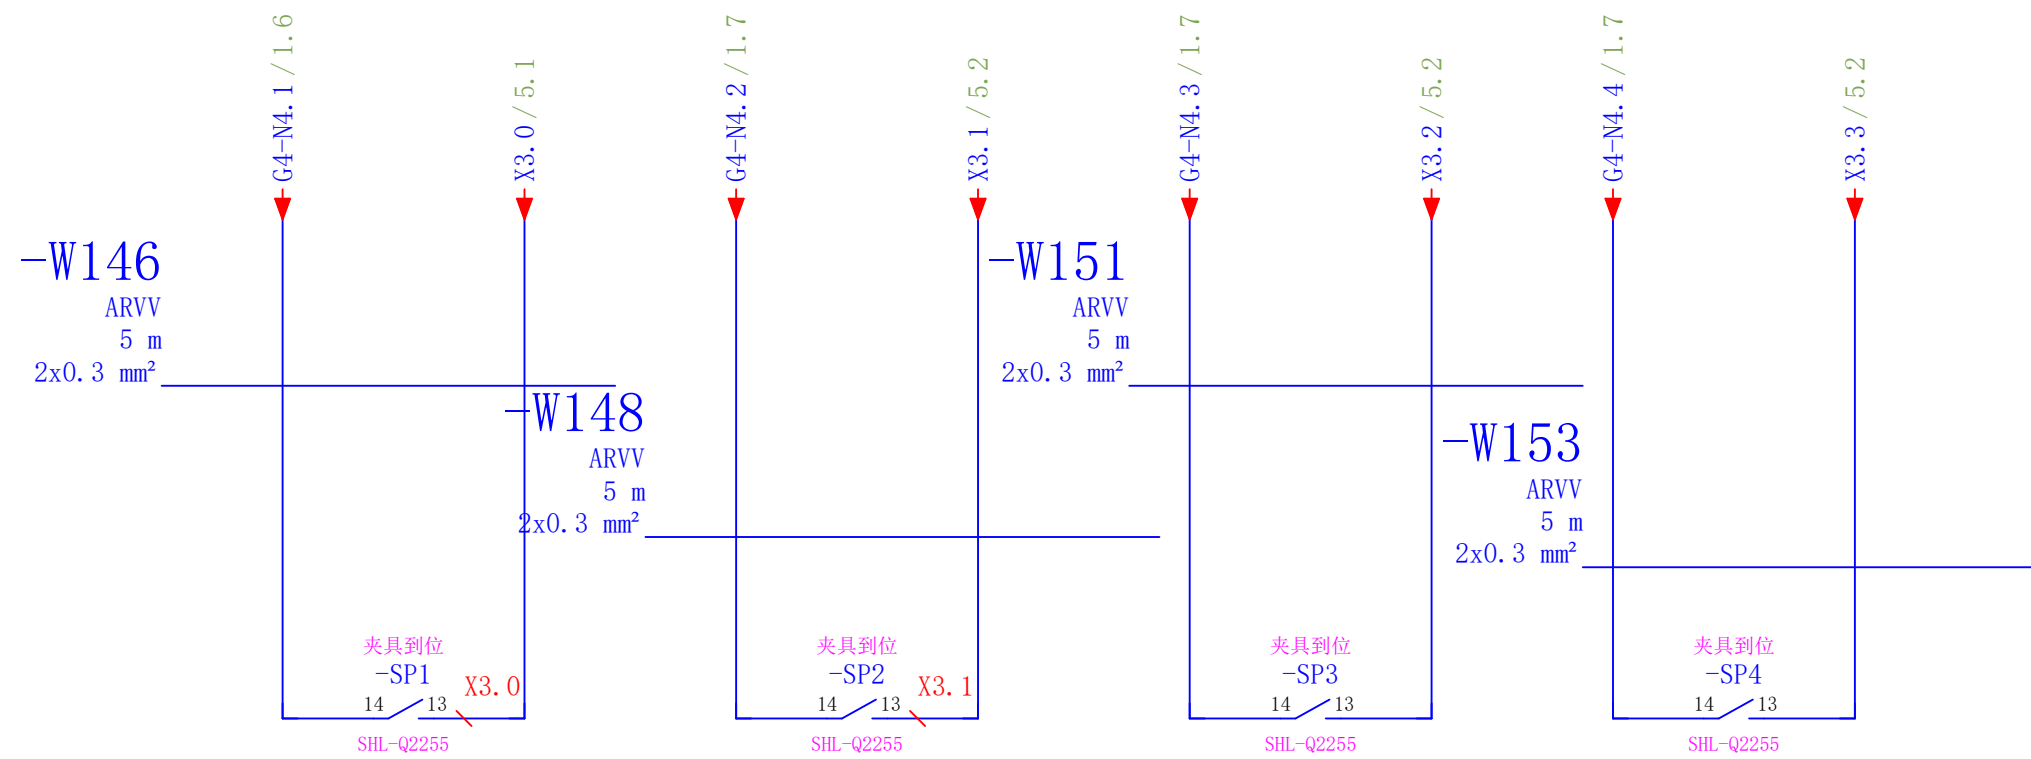 G4-N4.1/1.6
X3.0/5.1
G4-N4.2/1.7
X3.1/5.2
G4-N4.3/1.7
X3.2/5.2
G4-N4.4/1.7
X3.3/5.2
-W146
ARVV
5 m
2x0.3 mm²
-W148
ARVV
5 m
2x0.3 mm²
-W151
ARVV
5 m
2x0.3 mm²
-W153
ARVV
5 m
2x0.3 mm²
夹具到位
-SP1
14 13 X3.0
SHL-Q2255
夹具到位
-SP2
14 13 X3.1
SHL-Q2255
夹具到位
-SP3
14 13
SHL-Q2255
夹具到位
-SP4
14 13
SHL-Q2255